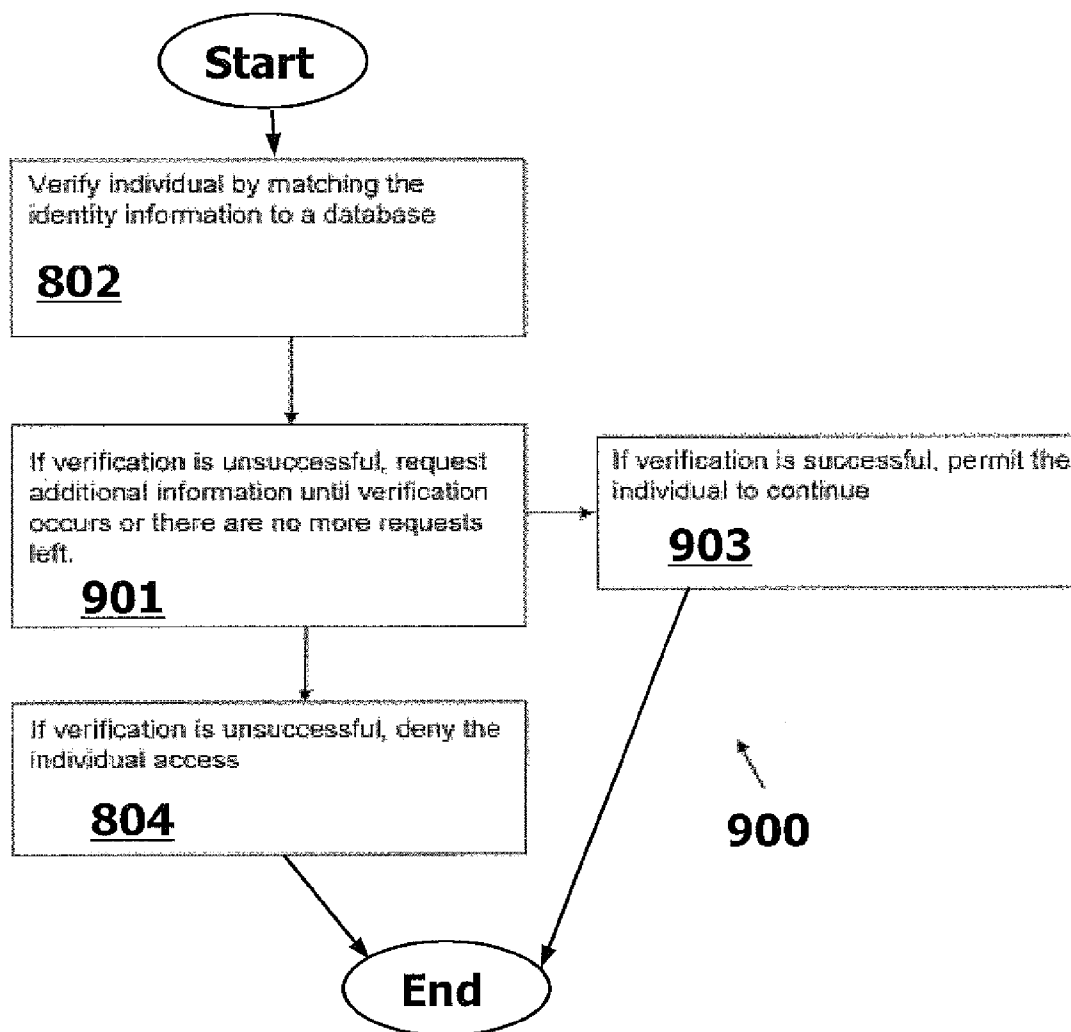 Start
Verify individual by matching the
identity information to a database
802
If verification is unsuccessful, request
additional information until verification
occurs or there are no more requests
left.
901
If verification is successful, permit the
individual to continue
903
If verification is unsuccessful, deny the
individual access
804
900
End